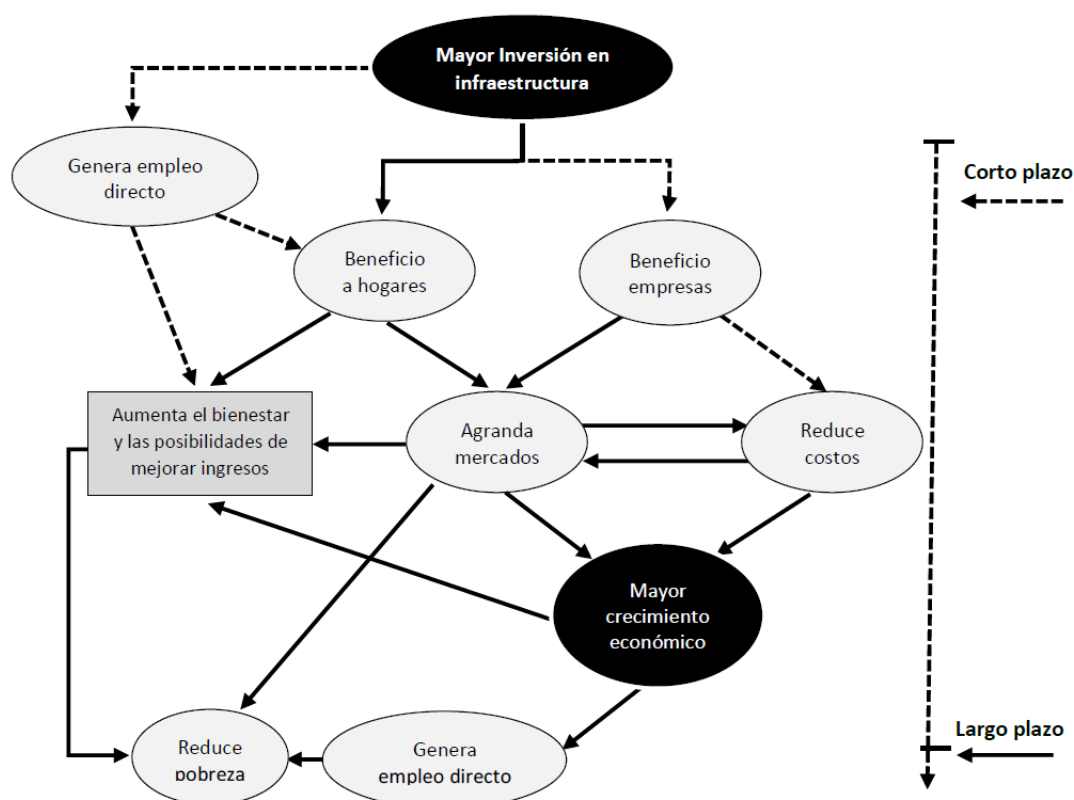 Mayor Inversión en
infraestructura
Genera empleo
directo
Corto plazo
Beneficio
a hogares
Beneficio
empresas
Aumenta el bienestar
y las posibilidades de
mejorar ingresos
Agranda
mercados
Reduce
costos
Mayor
crecimiento
económico
Largo plazo
Reduce
pobreza
Genera
empleo directo